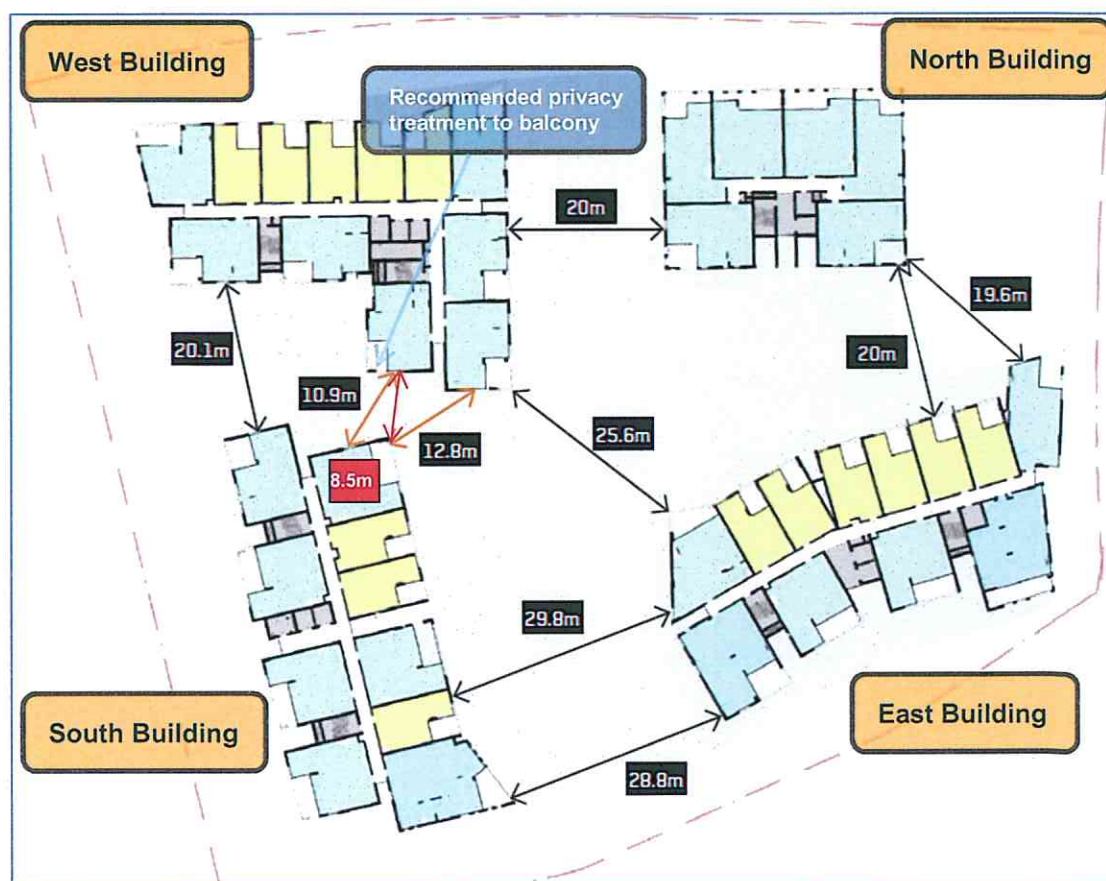 West Building
North Building
Recommended privacy
treatment to balcony
20m
19.6m
20.1m
20m
10.9m
25.6m
12.8m
8.5m
29.8m
South Building
East Building
28.8m